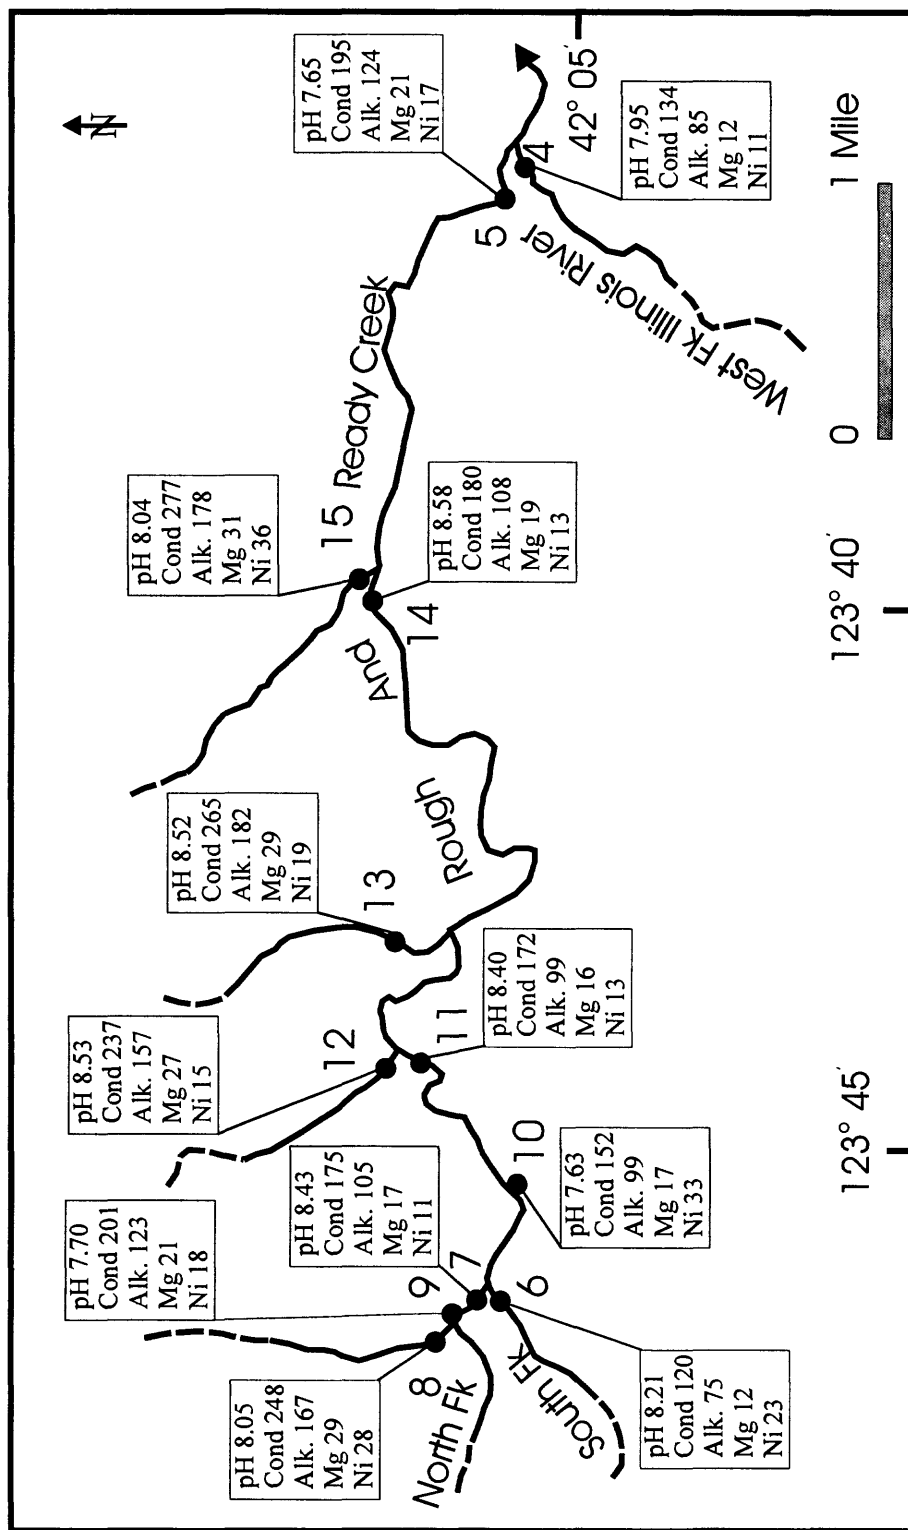 N
pH 7.70
Cond 201
Alk. 123
Mg 21
Ni 18
pH 8.53
Cond 237
Alk. 157
Mg 27
Ni 15
pH 8.52
Cond 265
Alk. 182
Mg 29
Ni 19
pH 8.04
Cond 277
Alk. 178
Mg 31
Ni 36
pH 7.65
Cond 195
Alk. 124
Mg 21
Ni 17
pH 8.05
Cond 248
Alk. 167
Mg 29
Ni 28
pH 8.43
Cond 175
Alk. 105
Mg 17
Ni 11
8
9
7
12
13
15
Ready Creek
And
Rough
14
5
4
North Fk
South Fk
6
10
11
West Fk Illinois River
42° 05'
pH 8.21
Cond 120
Alk. 75
Mg 12
Ni 23
pH 7.63
Cond 152
Alk. 99
Mg 17
Ni 33
pH 8.40
Cond 172
Alk. 99
Mg 16
Ni 13
pH 8.58
Cond 180
Alk. 108
Mg 19
Ni 13
pH 7.95
Cond 134
Alk. 85
Mg 12
Ni 11
123° 45'
123° 40'
0
1 Mile